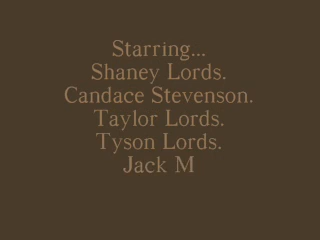 Starring...
Shaney Lords.
Candace Stevenson.
Taylor Lords.
Tyson Lords.
Jack M